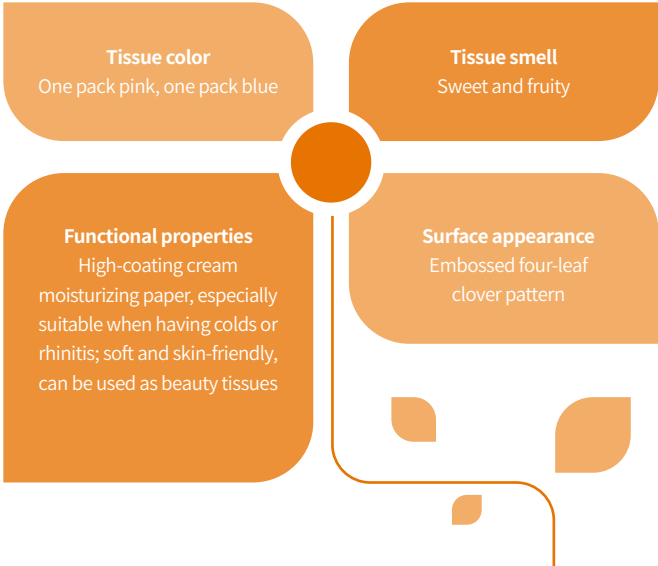 Tissue color
One pack pink, one pack blue
Tissue smell
Sweet and fruity
Functional properties
High-coating cream
moisturizing paper, especially
suitable when having colds or
rhinitis; soft and skin-friendly,
can be used as beauty tissues
Surface appearance
Embossed four-leaf
clover pattern